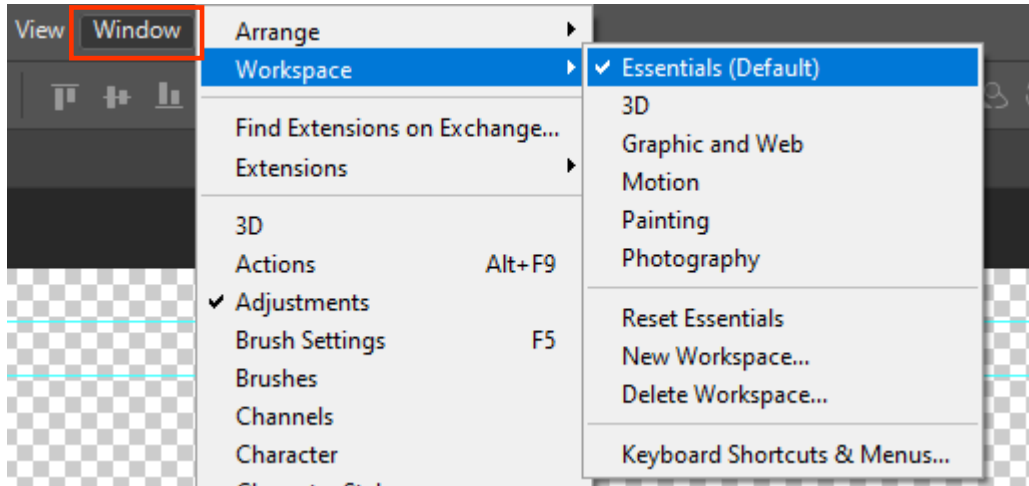 View Window
Arrange
Workspace
Find Extensions on Exchange...
Extensions
3D
Actions Alt+F9
Adjustments
Brush Settings F5
Brushes
Channels
Character
Essentials (Default)
3D
Graphic and Web
Motion
Painting
Photography
Reset Essentials
New Workspace...
Delete Workspace...
Keyboard Shortcuts & Menus...